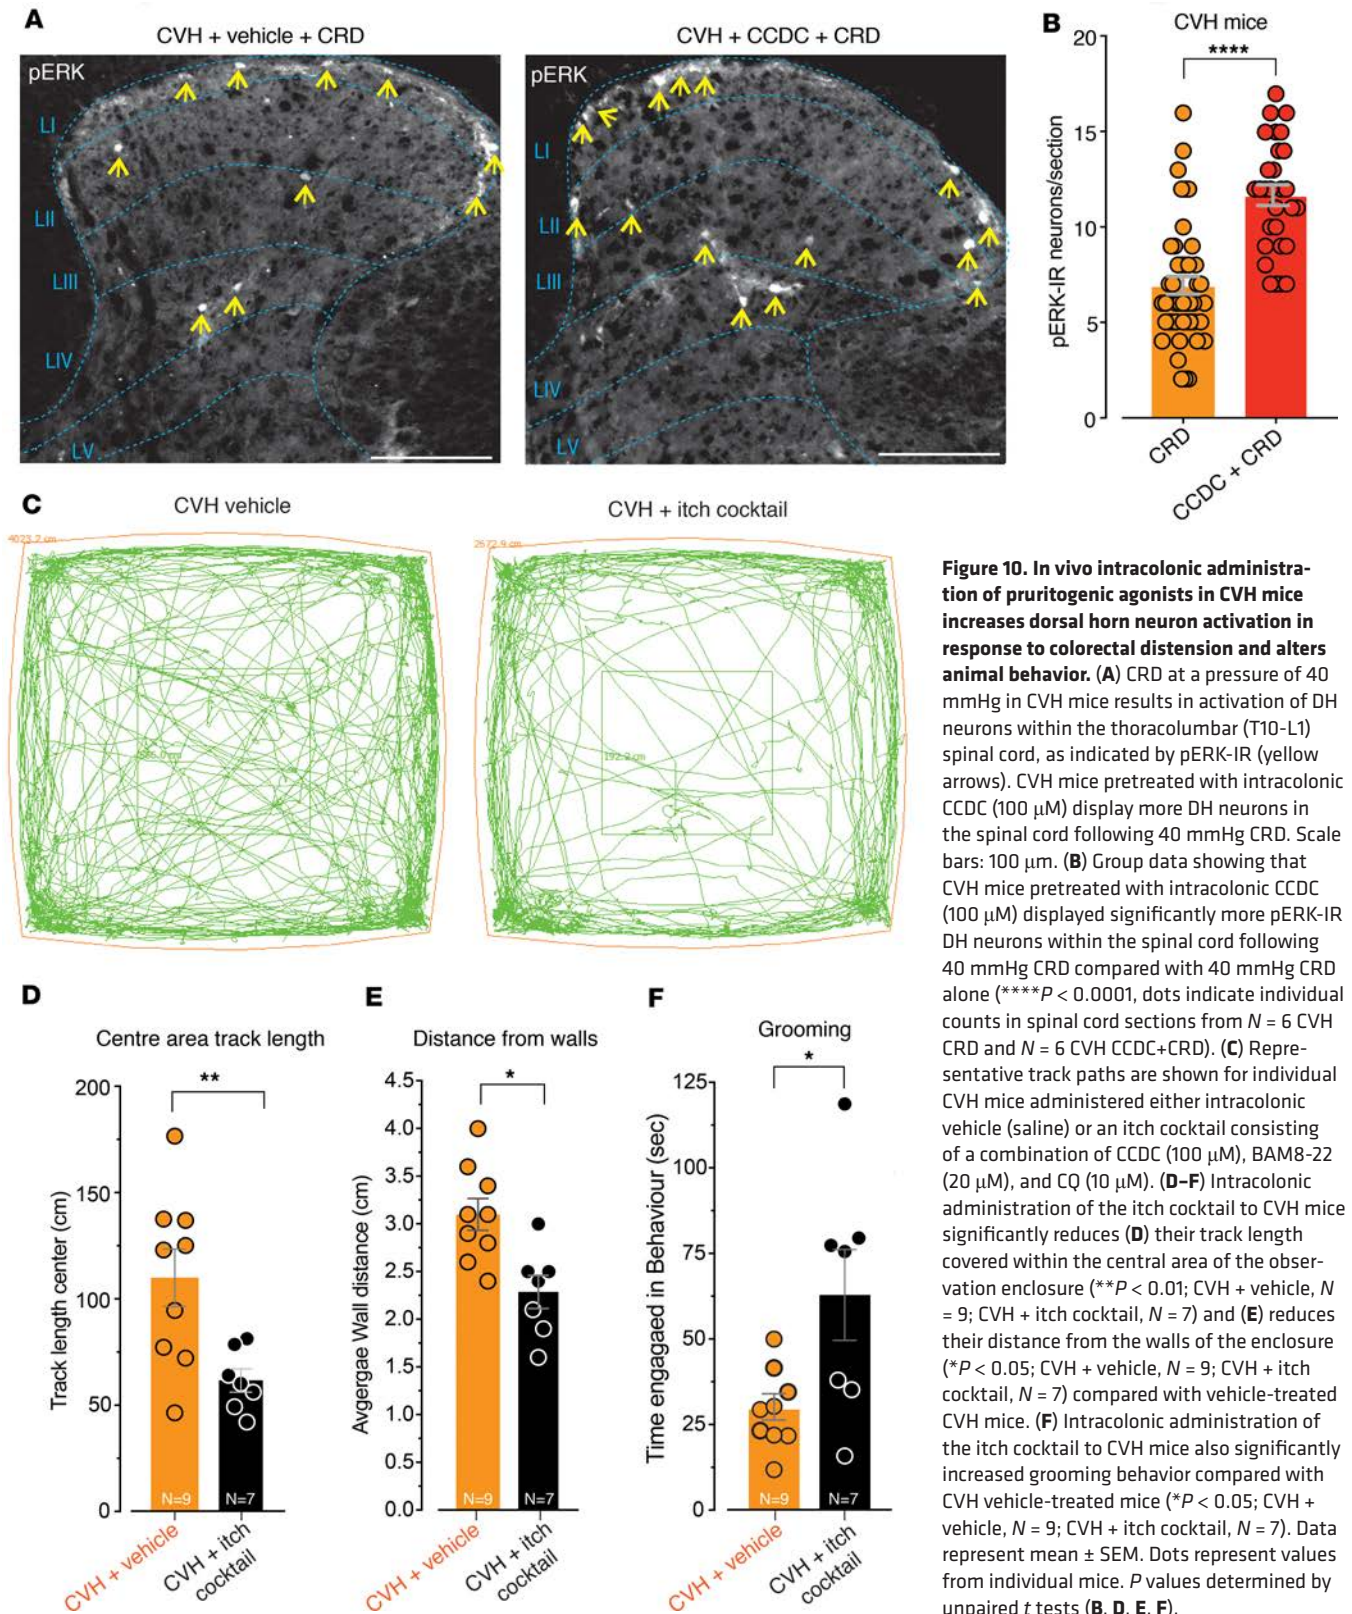 A
CVH + vehicle + CRD
CVH + CCDC + CRD
pERK
LI
LII
LIII
LIV
LV
pERK
LI
LII
LIII
LIV
LV
B
CVH mice
****
20
15
10
5
0
pERK-IR neurons/section
CRD
CCDC + CRD
C
CVH vehicle
CVH + itch cocktail
4023.2 cm
2672.9 cm
192.2 cm
D
Centre area track length
**
200
150
100
50
0
Track length center (cm)
N=9
N=7
CVH + vehicle
CVH + itch
cocktail
E
Distance from walls
*
4.5
4.0
3.5
3.0
2.5
2.0
1.5
1.0
0.5
0.0
Avgergae Wall distance (cm)
CVH + vehicle
CVH + itch
cocktail
F
Grooming
*
125
100
75
50
25
0
Time engagaed in Behaviour (sec)
N=9
N=7
CVH + vehicle
CVH + itch
cocktail
Figure 10. In vivo intracolonic administra-
tion of pruritogenic agonists in CVH mice
increases dorsal horn neuron activation in
response to colorectal distension and alters
animal behavior. (A) CRD at a pressure of 40
mmHg in CVH mice results in activation of DH
neurons within the thoracolumbar (T10-L1)
spinal cord, as indicated by pERK-IR (yellow
arrows). CVH mice pretreated with intracolonic
CCDC (100 μM) display more DH neurons in
the spinal cord following 40 mmHg CRD. Scale
bars: 100 μm. (B) Group data showing that
CVH mice pretreated with intracolonic CCDC
(100 μM) displayed significantly more pERK-IR
DH neurons within the spinal cord following
40 mmHg CRD compared with 40 mmHg CRD
alone (****P < 0.0001, dots indicate individual
counts in spinal cord sections from N = 6 CVH
CRD and N = 6 CVH CCDC+CRD). (C) Repre-
sentative track paths are shown for individual
CVH mice administered either intracolonic
vehicle (saline) or an itch cocktail consisting
of a combination of CCDC (100 μM), BAM8-22
(20 μM), and CQ (10 μM). (D–F) Intracolonic
administration of the itch cocktail to CVH mice
significantly reduces (D) their track length
covered within the central area of the obser-
vation enclosure (**P < 0.01; CVH + vehicle, N
= 9; CVH + itch cocktail, N = 7) and (E) reduces
their distance from the walls of the enclosure
(*P < 0.05; CVH + vehicle, N = 9; CVH + itch
cocktail, N = 7) compared with vehicle-treated
CVH mice. (F) Intracolonic administration of
the itch cocktail to CVH mice also significantly
increased grooming behavior compared with
CVH vehicle-treated mice (*P < 0.05; CVH +
vehicle, N = 9; CVH + itch cocktail, N = 7). Data
represent mean ± SEM. Dots represent values
from individual mice. P values determined by
unpaired t tests (B, D, E, F).